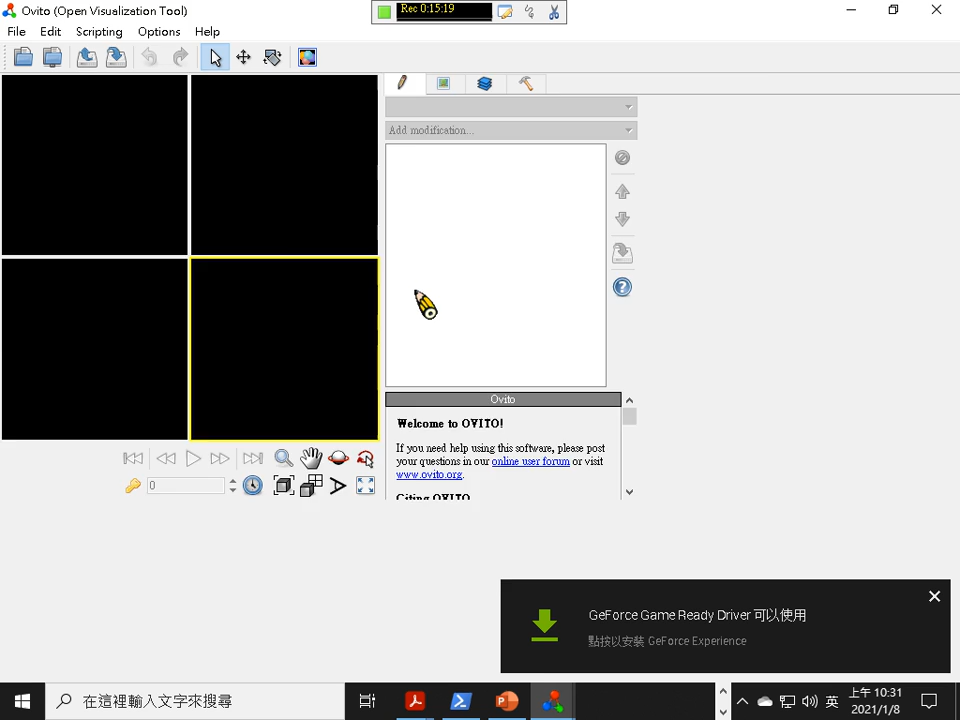 Ovito (Open Visualization Tool)
Rec 0:15:19
File Edit Scripting Options Help
Add modification...
Ovito
Welcome to OVITO!
If you need help using this software, please post
your questions in our online user forum or visit
www.ovito.org.
Citing OVITO
0
GeForce Game Ready Driver 可以使用
點按以安裝 GeForce Experience
在這裡輸入文字來搜尋
英
上午 10:31
2021/1/8